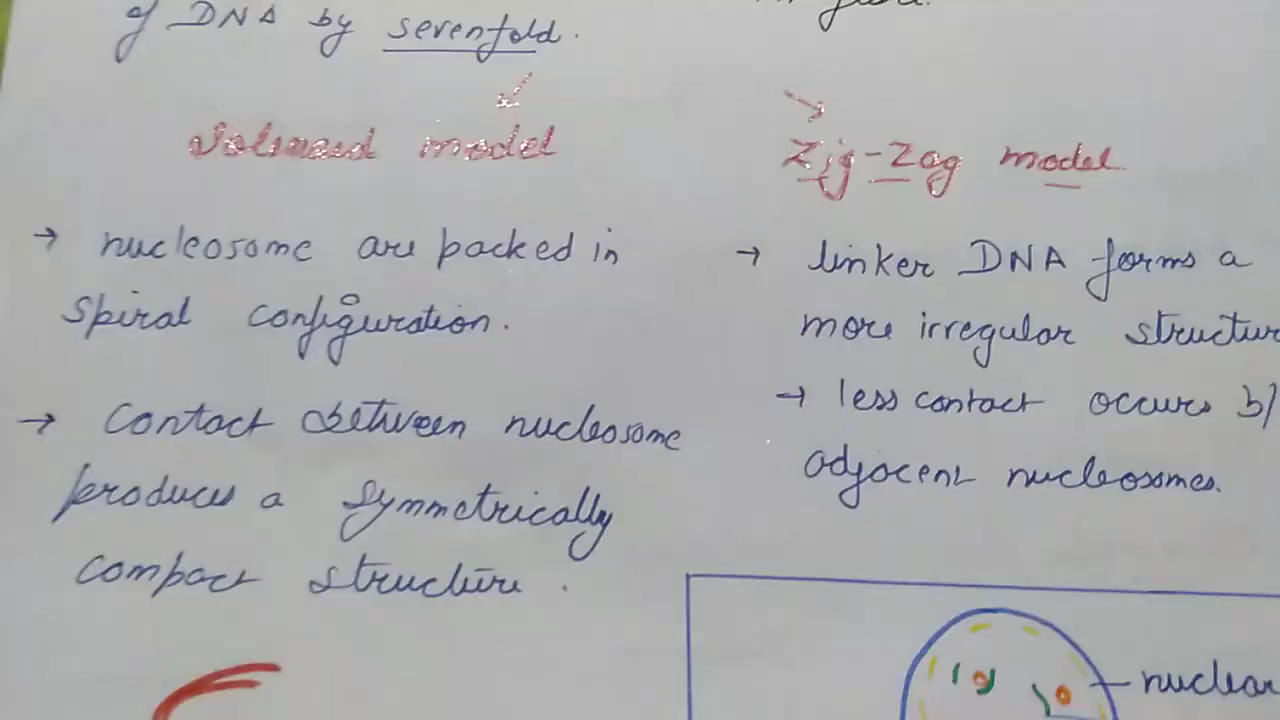 of DNA by sevenfold.
Solenoid model
→ nucleosome are packed in
spiral configuration.
→ Contact between nucleosome
produces a symmetrically
compact structure.
Zig-Zag model
→ linker DNA forms a
more irregular structur
→ less contact occurs b/
adjacent nucleosomes.
nuclear